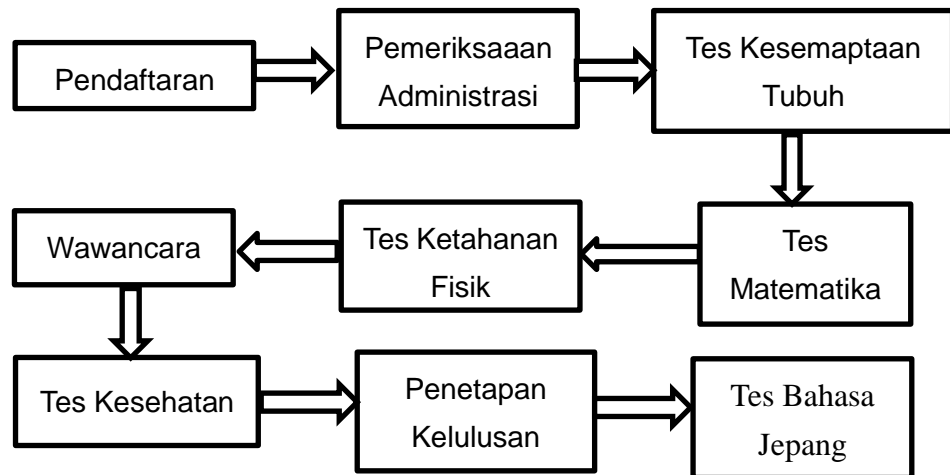 Pendaftaran
Pemeriksaaan
Administrasi
Tes Kesemaptaan
Tubuh
Tes
Matematika
Tes Ketahanan
Fisik
Wawancara
Tes Kesehatan
Penetapan
Kelulusan
Tes Bahasa
Jepang